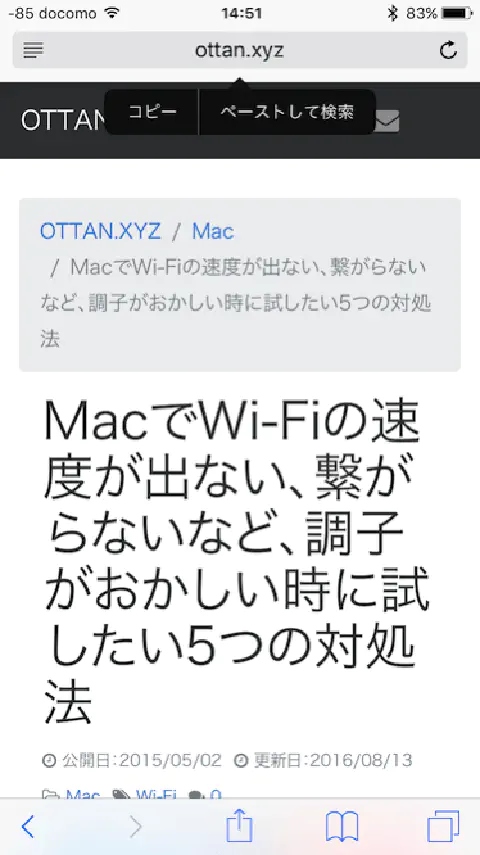 -85 docomo 14:51 83%
ottan.xyz
コピー ペーストして検索
OTTAN
OTTAN.XYZ / Mac
/ MacでWi-Fiの速度が出ない、繋がらない
など、調子がおかしい時に試したい5つの対処
法
MacでWi-Fiの速
度が出ない、繋が
らないなど、調子
がおかしい時に試
したい5つの対処
法
公開日:2015/05/02 更新日:2016/08/13
Mac Wi-Fi 0